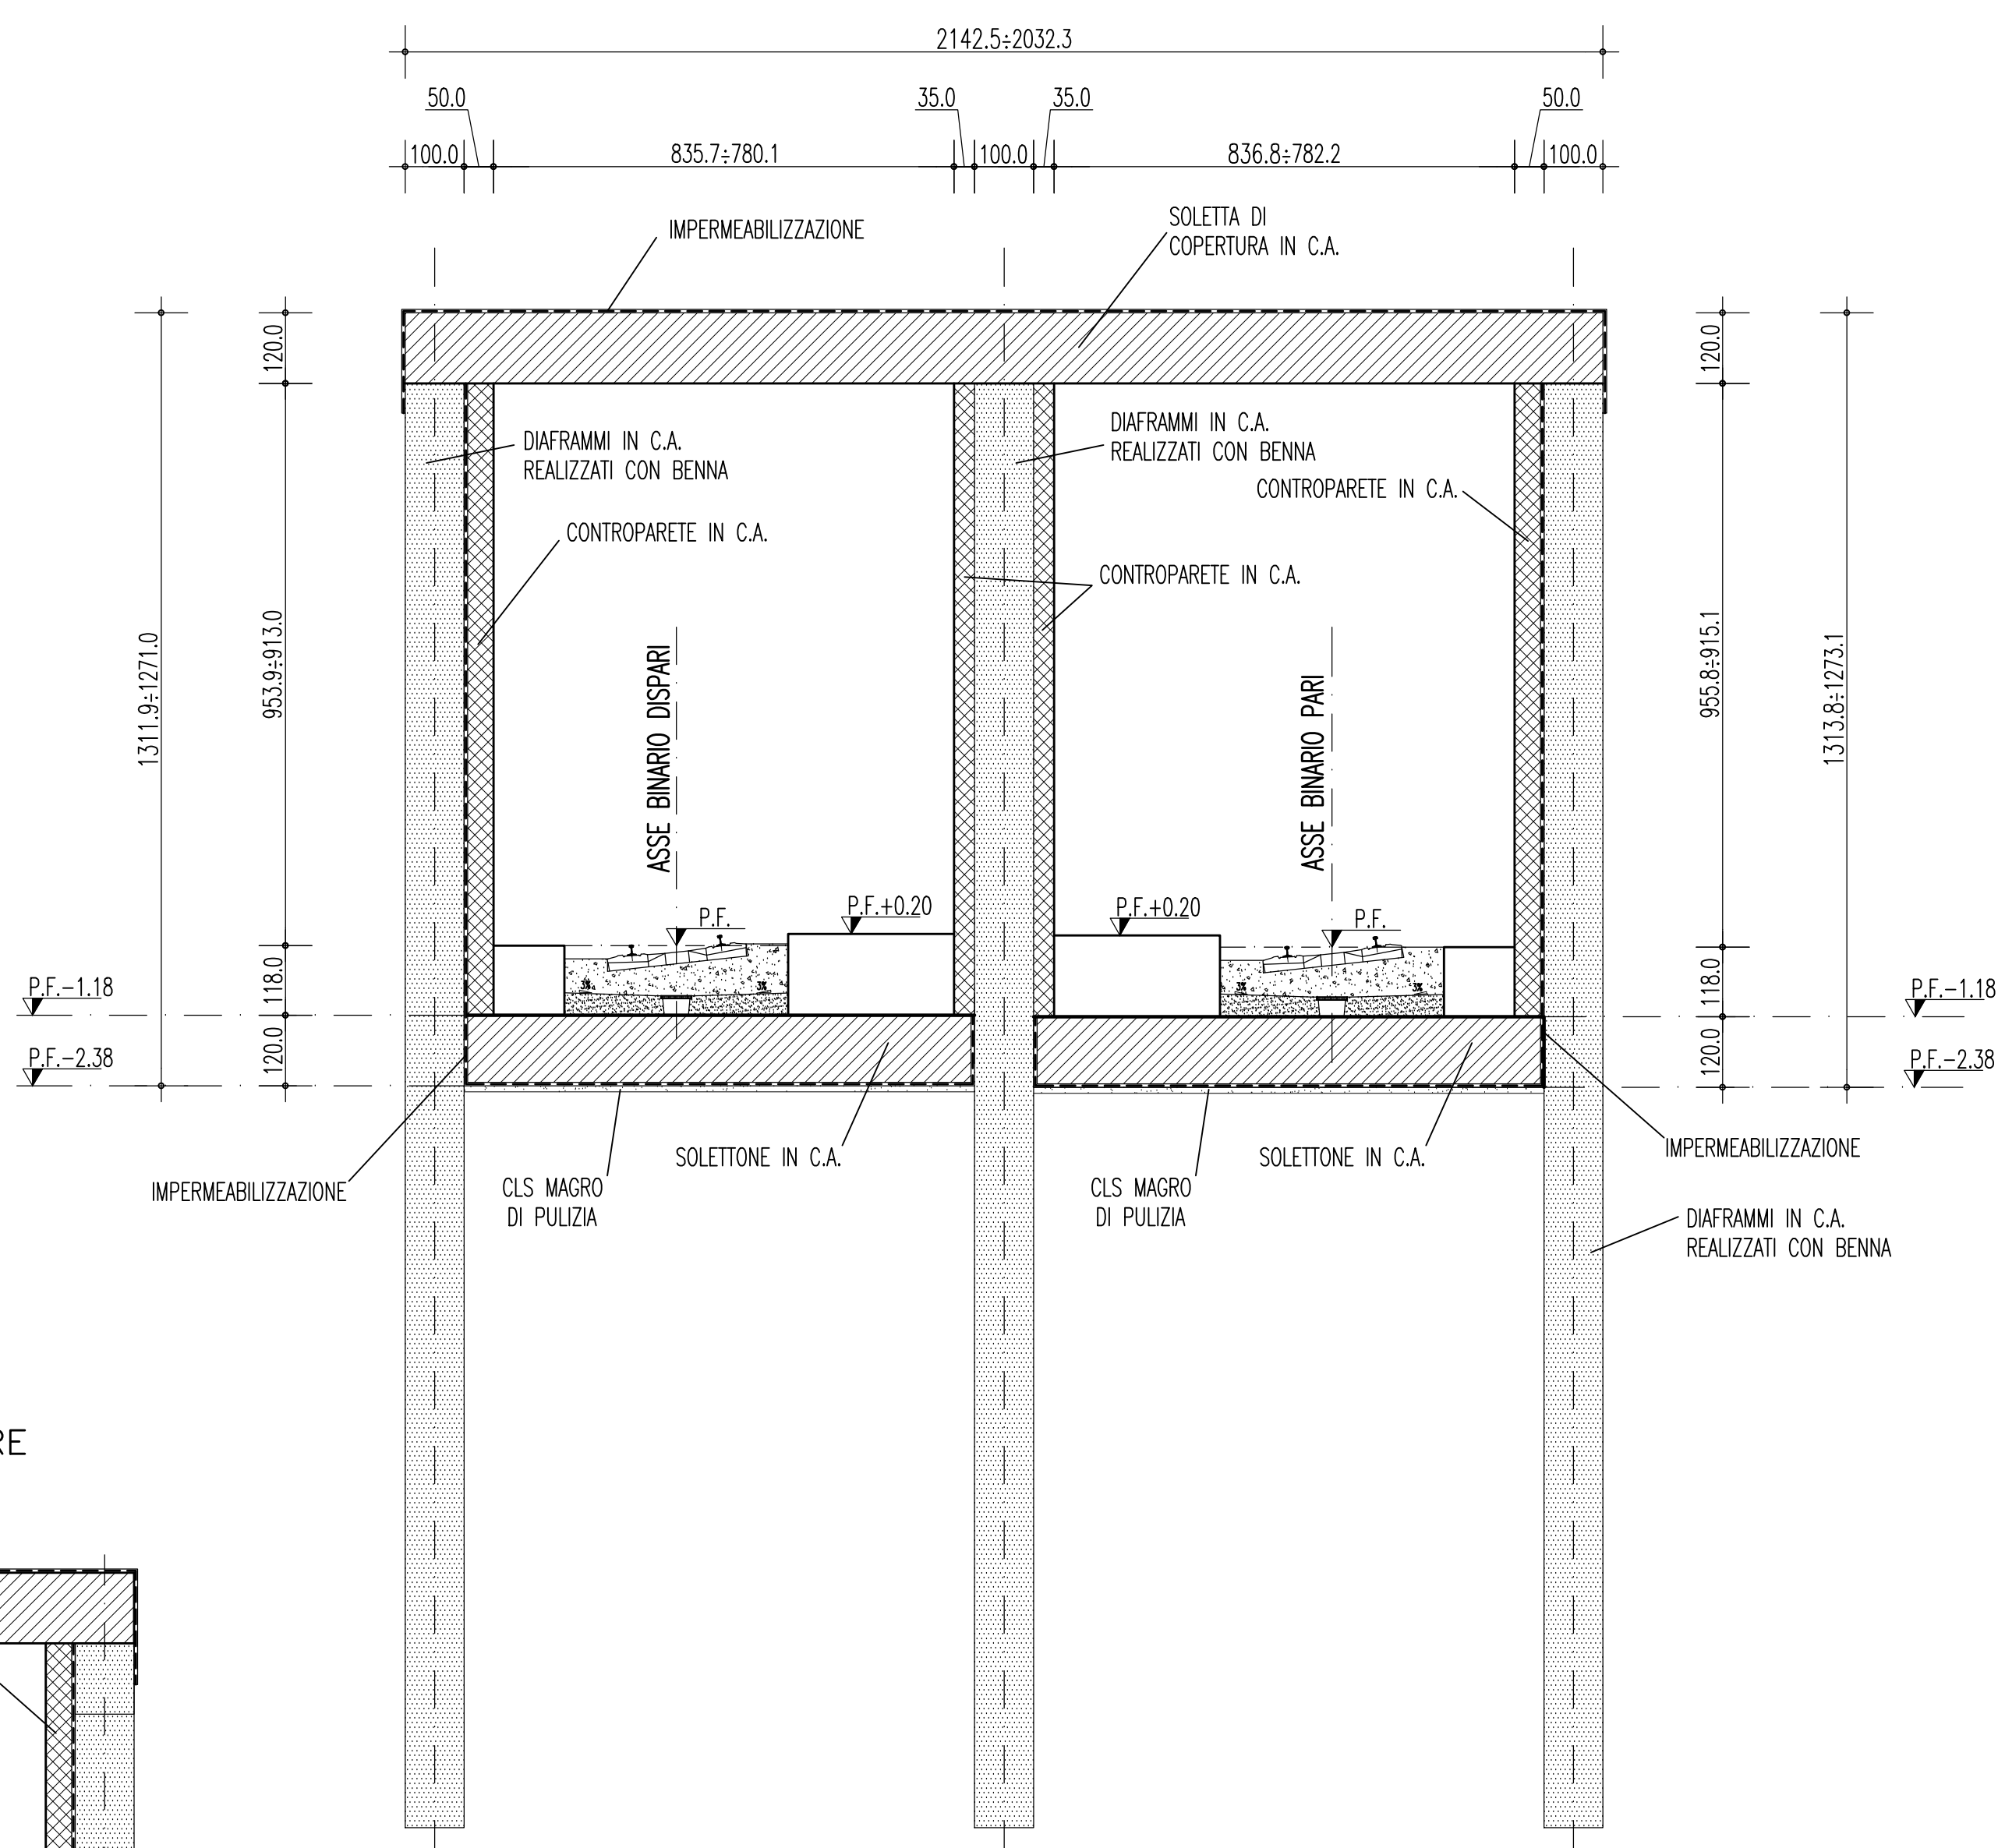 2142.5÷2032.3
50.0
35.0
35.0
50.0
100.0
835.7÷780.1
100.0
836.8÷782.2
100.0
IMPERMEABILIZZAZIONE
SOLETTA DI
COPERTURA IN C.A.
120.0
120.0
DIAFRAMMI IN C.A.
REALIZZATI CON BENNA
DIAFRAMMI IN C.A.
REALIZZATI CON BENNA
CONTROPARETE IN C.A.
CONTROPARETE IN C.A.
CONTROPARETE IN C.A.
1311.9÷1271.0
953.9÷913.0
ASSE BINARIO DISPARI
ASSE BINARIO PARI
955.8÷915.1
1313.8÷1273.1
P.F.
P.F.+0.20
P.F.+0.20
P.F.
3%
3%
3%
3%
P.F.-1.18
118.0
118.0
P.F.-1.18
P.F.-2.38
120.0
120.0
P.F.-2.38
IMPERMEABILIZZAZIONE
CLS MAGRO
DI PULIZIA
SOLETTONE IN C.A.
CLS MAGRO
DI PULIZIA
SOLETTONE IN C.A.
IMPERMEABILIZZAZIONE
DIAFRAMMI IN C.A.
REALIZZATI CON BENNA
RE